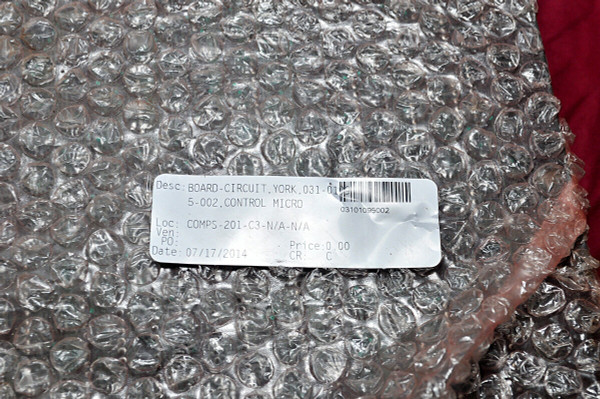 Desc: BOARD-CIRCUIT,YORK,031-01
5-002,CONTROL MICRO
03101095002
Loc: COMPS-201-C3-N/A-N/A
Ven:
PO:
Price: 0.00
Date: 07/17/2014 CR: C